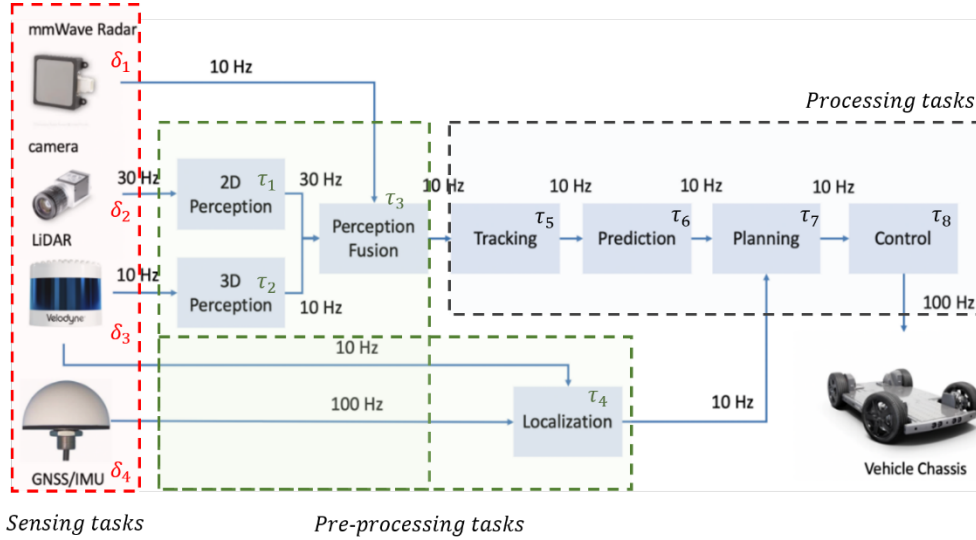 mmWave Radar
δ₁
10 Hz
Processing tasks
camera
30 Hz
δ₂
2D
Perception
τ₁
30 Hz
τ₃
Perception
Fusion
10 Hz
τ₅
Tracking
10 Hz
τ₆
Prediction
10 Hz
τ₇
Planning
10 Hz
τ₈
Control
LiDAR
10 Hz
Velodyne
δ₃
3D
Perception
τ₂
10 Hz
100 Hz
10 Hz
τ₄
Localization
100 Hz
10 Hz
δ₄
GNSS/IMU
Vehicle Chassis
Sensing tasks
Pre-processing tasks